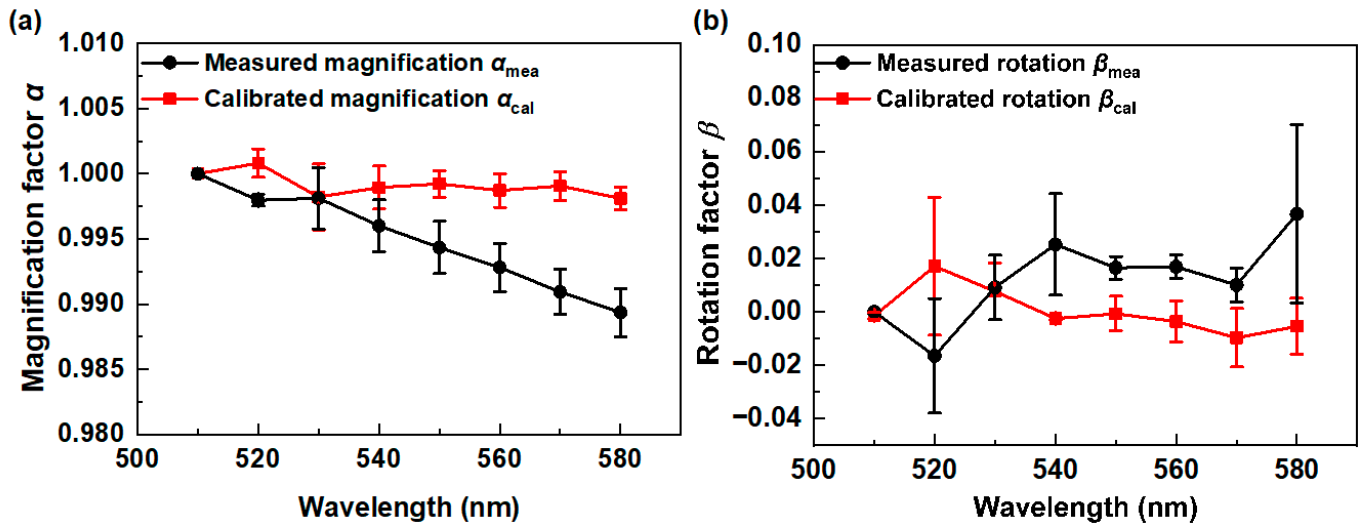 (a)
1.010
1.005
1.000
0.995
0.990
0.985
0.980
Magnification factor α
Measured magnification αmea
Calibrated magnification αcal
500 520 540 560 580
Wavelength (nm)
(b)
0.10
0.08
0.06
0.04
0.02
0.00
−0.02
−0.04
Rotation factor β
Measured rotation βmea
Calibrated rotation βcal
500 520 540 560 580
Wavelength (nm)